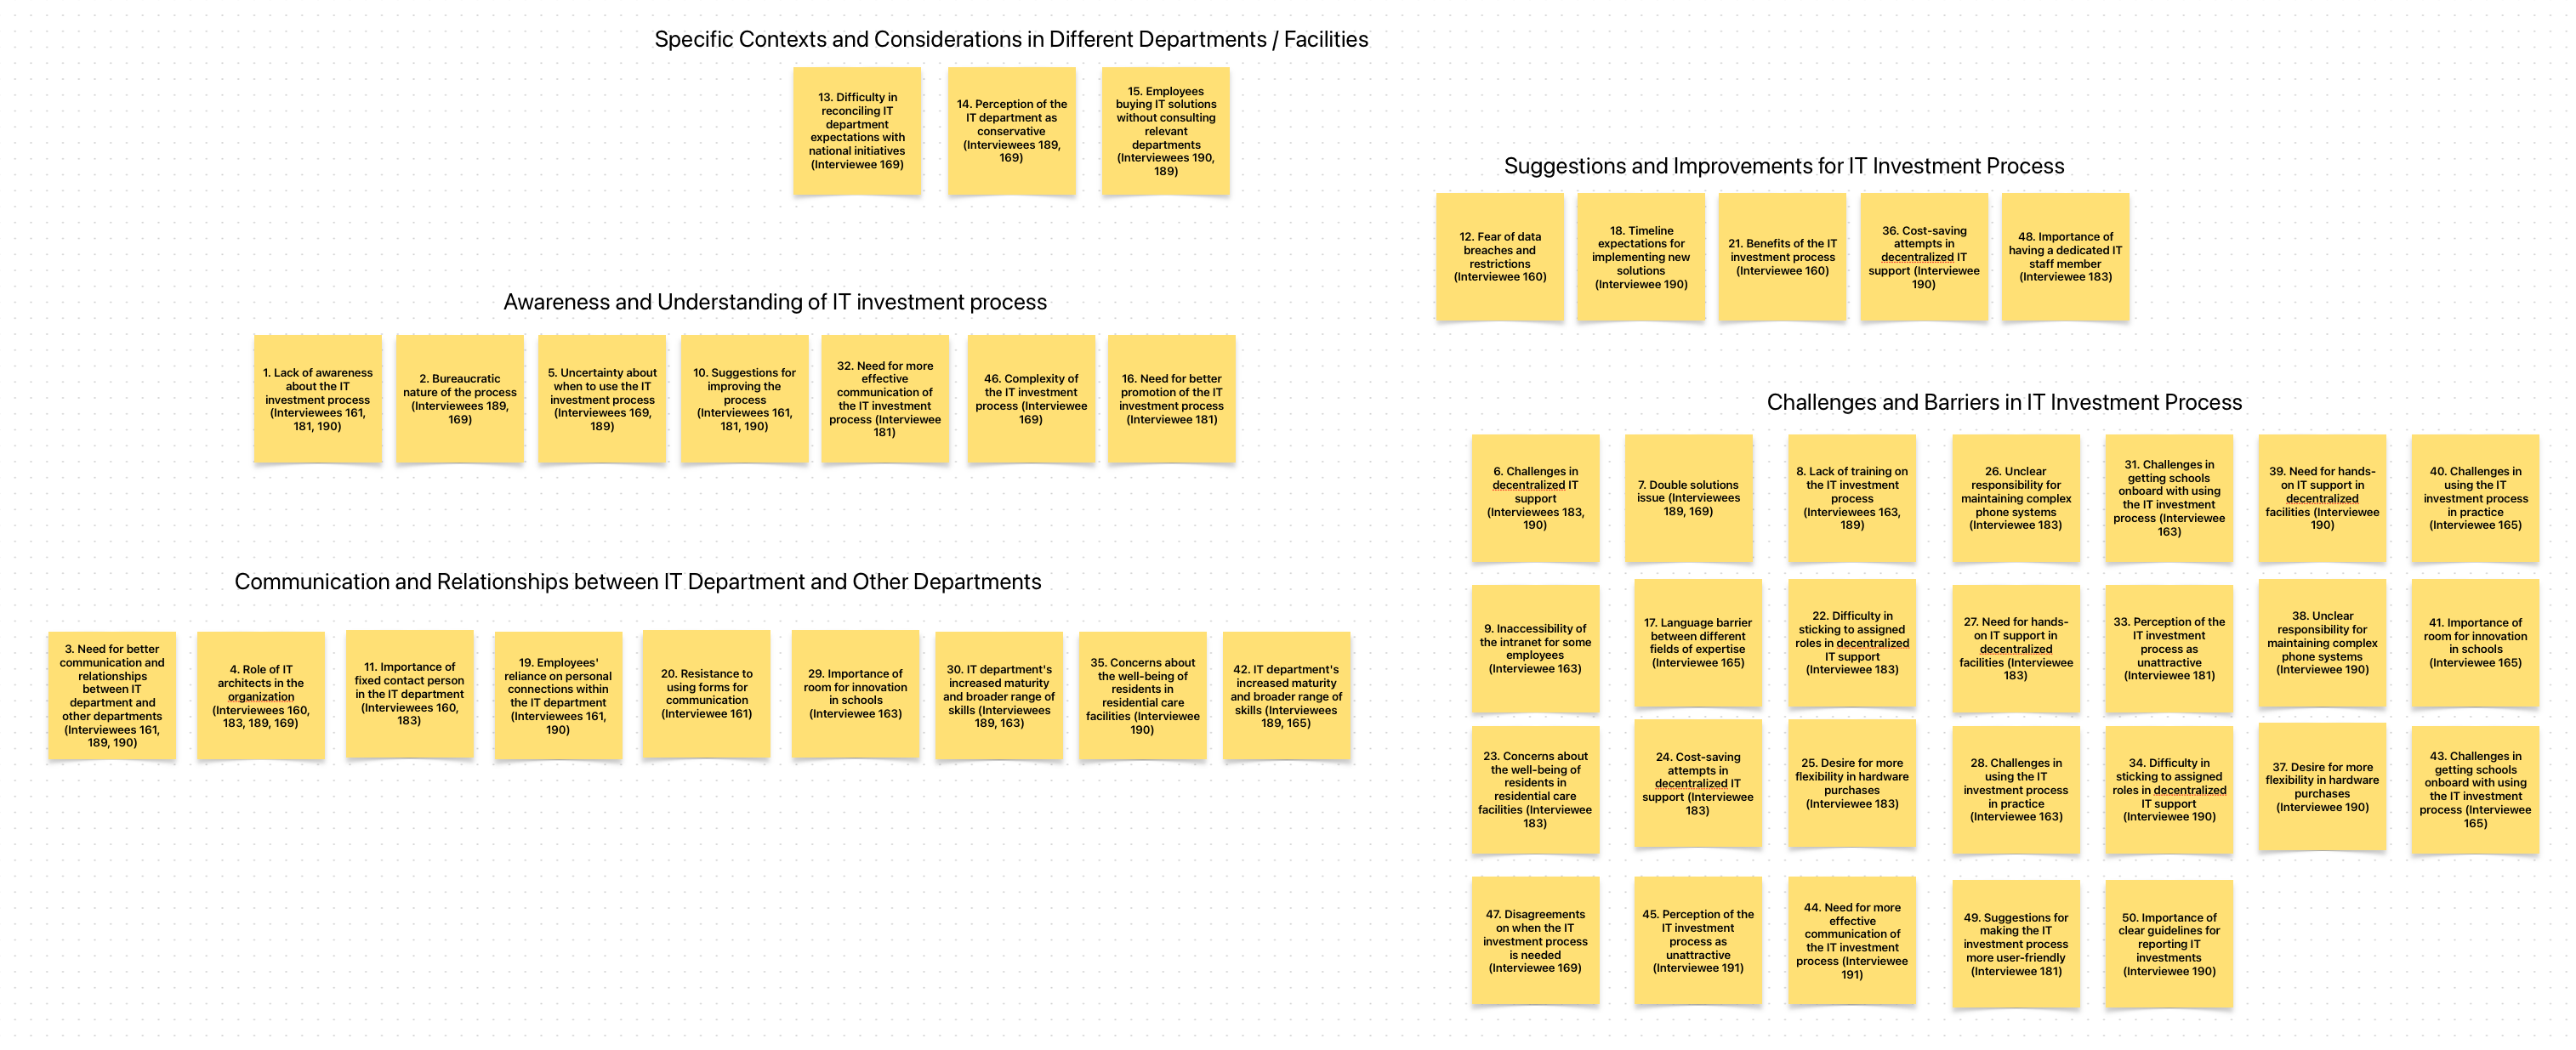 Specific Contexts and Considerations in Different Departments / Facilities
13. Difficulty in
reconciling IT
department
expectations with
national initiatives
(Interviewee 169)
14. Perception of the
IT department as
conservative
(Interviewees 189,
169)
15. Employees
buying IT solutions
without consulting
relevant
departments
(Interviewees 190,
189)
Suggestions and Improvements for IT Investment Process
12. Fear of data
breaches and
restrictions
(Interviewee 160)
18. Timeline
expectations for
implementing new
solutions
(Interviewee 190)
21. Benefits of the IT
investment process
(Interviewee 160)
36. Cost-saving
attempts in
decentralized IT
support (Interviewee
190)
48. Importance of
having a dedicated IT
staff member
(Interviewee 183)
Awareness and Understanding of IT investment process
1. Lack of awareness
about the IT
investment process
(Interviewees 161,
181, 190)
2. Bureaucratic
nature of the process
(Interviewees 189,
169)
5. Uncertainty about
when to use the IT
investment process
(Interviewees 169,
189)
10. Suggestions for
improving the
process
(Interviewees 161,
181, 190)
32. Need for more
effective
communication of
the IT investment
process (Interviewee
181)
46. Complexity of
the IT investment
process (Interviewee
169)
16. Need for better
promotion of the IT
investment process
(Interviewee 181)
Communication and Relationships between IT Department and Other Departments
3. Need for better
communication and
relationships
between IT
department and
other departments
(Interviewees 161,
189, 190)
4. Role of IT
architects in the
organization
(Interviewees 160,
183, 189, 169)
11. Importance of
fixed contact person
in the IT department
(Interviewees 160,
183)
19. Employees'
reliance on personal
connections within
the IT department
(Interviewees 161,
190)
20. Resistance to
using forms for
communication
(Interviewee 161)
29. Importance of
room for innovation
in schools
(Interviewee 163)
30. IT department's
increased maturity
and broader range of
skills (Interviewees
189, 163)
35. Concerns about
the well-being of
residents in
residential care
facilities (Interviewee
190)
42. IT department's
increased maturity
and broader range of
skills (Interviewees
189, 165)
Challenges and Barriers in IT Investment Process
6. Challenges in
decentralized IT
support
(Interviewees 183,
190)
7. Double solutions
issue (Interviewees
189, 169)
8. Lack of training on
the IT investment
process
(Interviewees 163,
189)
26. Unclear
responsibility for
maintaining complex
phone systems
(Interviewee 183)
31. Challenges in
getting schools
onboard with using
the IT investment
process (Interviewee
163)
39. Need for hands-
on IT support in
decentralized
facilities (Interviewee
190)
40. Challenges in
using the IT
investment process
in practice
(Interviewee 165)
9. Inaccessibility of
the intranet for some
employees
(Interviewee 163)
17. Language barrier
between different
fields of expertise
(Interviewee 165)
22. Difficulty in
sticking to assigned
roles in decentralized
IT support
(Interviewee 183)
27. Need for hands-
on IT support in
decentralized
facilities (Interviewee
183)
33. Perception of the
IT investment
process as
unattractive
(Interviewee 181)
38. Unclear
responsibility for
maintaining complex
phone systems
(Interviewee 190)
41. Importance of
room for innovation
in schools
(Interviewee 165)
23. Concerns about
the well-being of
residents in
residential care
facilities (Interviewee
183)
24. Cost-saving
attempts in
decentralized IT
support (Interviewee
183)
25. Desire for more
flexibility in hardware
purchases
(Interviewee 183)
28. Challenges in
using the IT
investment process
in practice
(Interviewee 163)
34. Difficulty in
sticking to assigned
roles in decentralized
IT support
(Interviewee 190)
37. Desire for more
flexibility in hardware
purchases
(Interviewee 190)
43. Challenges in
getting schools
onboard with using
the IT investment
process (Interviewee
165)
47. Disagreements
on when the IT
investment process
is needed
(Interviewee 169)
45. Perception of the
IT investment
process as
unattractive
(Interviewee 191)
44. Need for more
effective
communication of
the IT investment
process (Interviewee
191)
49. Suggestions for
making the IT
investment process
more user-friendly
(Interviewee 181)
50. Importance of
clear guidelines for
reporting IT
investments
(Interviewee 190)